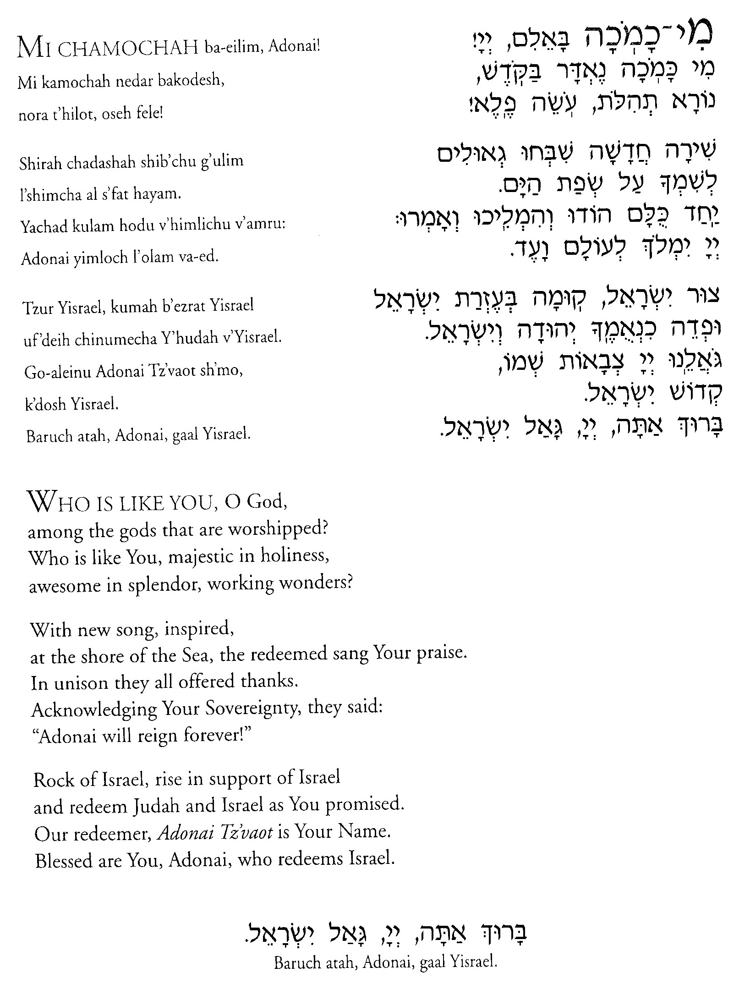 MI CHAMOCHAH ba-eilim, Adonai!
Mi kamochah nedar bakodesh,
nora t’hilot, oseh fele!
Shirah chadashah shib’chu g’ulim
l’shimcha al s’fat hayam.
Yachad kulam hodu v’himlichu v’amru:
Adonai yimloch l’olam va-ed.
Tzur Yisrael, kumah b’ezrat Yisrael
uf’deih chinumecha Y’hudah v’Yisrael.
Go-aleinu Adonai Tz’vaot sh’mo,
k’dosh Yisrael.
Baruch atah, Adonai, gaal Yisrael.
מִי־כָמֹכָה בָּאֵלִם, יְיָ!
מִי כָּמֹכָה נֶאְדָּר בַּקֹּדֶשׁ,
נוֹרָא תְהִלֹּת, עֹשֵׂה פֶלֶא!
שִׁירָה חֲדָשָׁה שִׁבְּחוּ גְאוּלִים
לְשִׁמְךָ עַל שְׂפַת הַיָּם.
יַחַד כֻּלָּם הוֹדוּ וְהִמְלִיכוּ וְאָמְרוּ:
יְיָ יִמְלֹךְ לְעוֹלָם וָעֶד.
צוּר יִשְׂרָאֵל, קוּמָה בְּעֶזְרַת יִשְׂרָאֵל
וּפְדֵה כִנְאֻמֶךָ יְהוּדָה וְיִשְׂרָאֵל.
גֹּאֲלֵנוּ יְיָ צְבָאוֹת שְׁמוֹ,
קְדוֹשׁ יִשְׂרָאֵל.
בָּרוּךְ אַתָּה, יְיָ, גָּאַל יִשְׂרָאֵל.
WHO IS LIKE YOU, O God,
among the gods that are worshipped?
Who is like You, majestic in holiness,
awesome in splendor, working wonders?
With new song, inspired,
at the shore of the Sea, the redeemed sang Your praise.
In unison they all offered thanks.
Acknowledging Your Sovereignty, they said:
“Adonai will reign forever!”
Rock of Israel, rise in support of Israel
and redeem Judah and Israel as You promised.
Our redeemer, Adonai Tz’vaot is Your Name.
Blessed are You, Adonai, who redeems Israel.
בָּרוּךְ אַתָּה, יְיָ, גָּאַל יִשְׂרָאֵל.
Baruch atah, Adonai, gaal Yisrael.